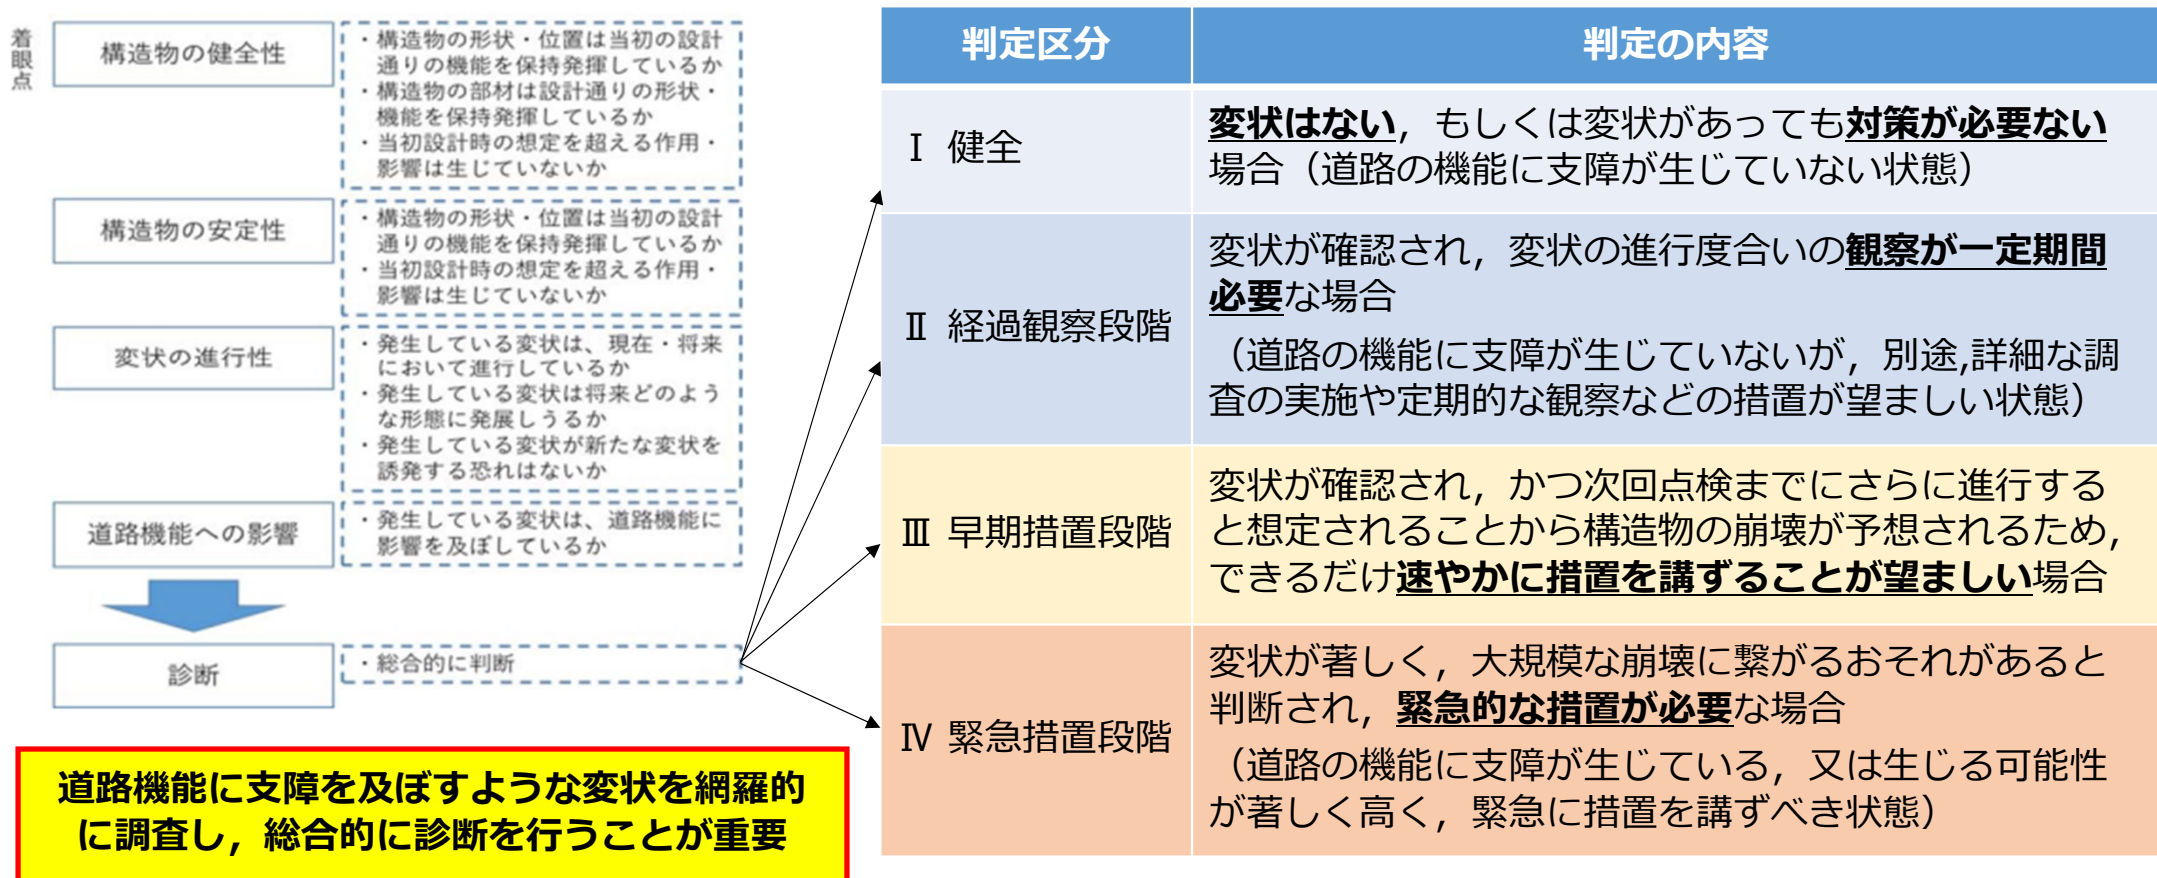 着眼点
構造物の健全性
・構造物の形状・位置は当初の設計
通りの機能を保持発揮しているか
・構造物の部材は設計通りの形状・
機能を保持発揮しているか
・当初設計時の想定を超える作用・
影響は生じていないか
構造物の安定性
・構造物の形状・位置は当初の設計
通りの機能を保持発揮しているか
・当初設計時の想定を超える作用・
影響は生じていないか
変状の進行性
・発生している変状は、現在・将来
において進行しているか
・発生している変状は将来どのよう
な形態に発展しうるか
・発生している変状が新たな変状を
誘発する恐れはないか
道路機能への影響
・発生している変状は、道路機能に
影響を及ぼしているか
診断
・総合的に判断
道路機能に支障を及ぼすような変状を網羅的
に調査し，総合的に診断を行うことが重要
判定区分
判定の内容
Ⅰ 健全
変状はない，もしくは変状があっても対策が必要ない
場合（道路の機能に支障が生じていない状態）
Ⅱ 経過観察段階
変状が確認され，変状の進行度合いの観察が一定期間
必要な場合
（道路の機能に支障が生じていないが，別途,詳細な調
査の実施や定期的な観察などの措置が望ましい状態）
Ⅲ 早期措置段階
変状が確認され，かつ次回点検までにさらに進行する
と想定されることから構造物の崩壊が予想されるため，
できるだけ速やかに措置を講ずることが望ましい場合
Ⅳ 緊急措置段階
変状が著しく，大規模な崩壊に繋がるおそれがあると
判断され，緊急的な措置が必要な場合
（道路の機能に支障が生じている，又は生じる可能性
が著しく高く，緊急に措置を講ずべき状態）